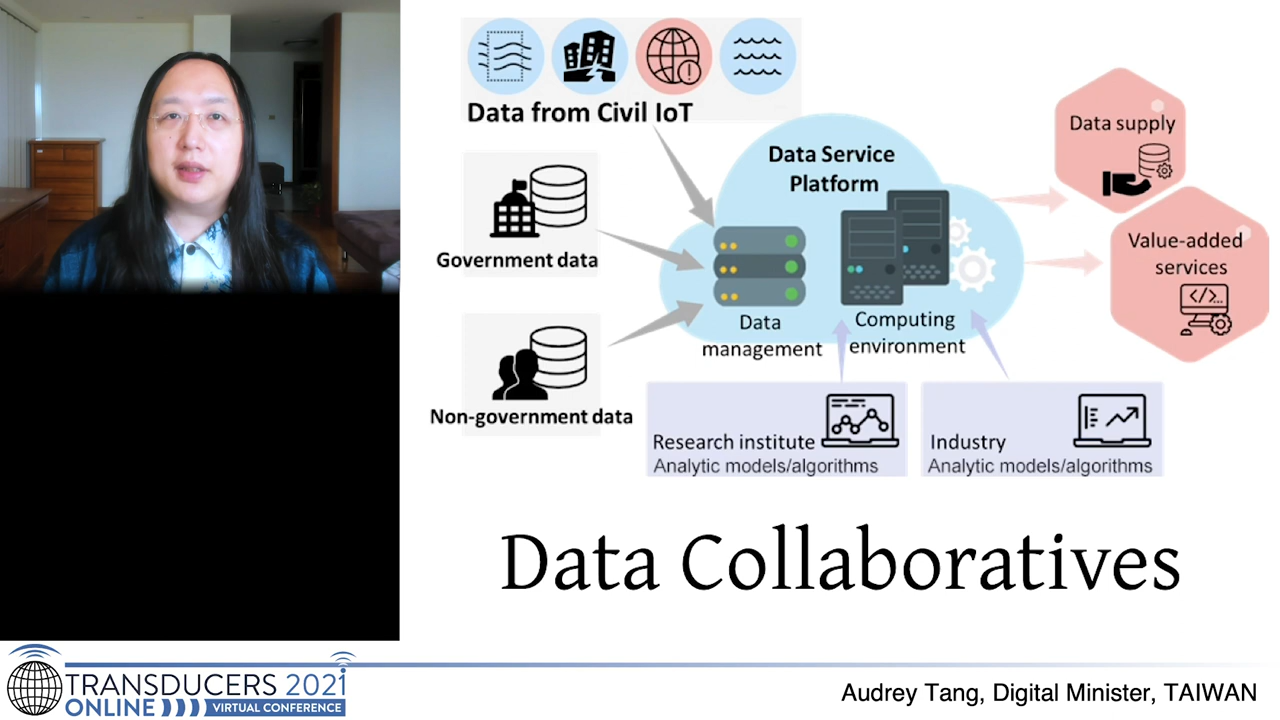 Data from Civil IoT
Government data
Non-government data
Data Service
Platform
Data
management
Computing
environment
Data supply
Value-added
services
</>...
Research institute
Analytic models/algorithms
Industry
Analytic models/algorithms
Data Collaboratives
TRANSDUCERS 2021
ONLINE
VIRTUAL CONFERENCE
Audrey Tang, Digital Minister, TAIWAN